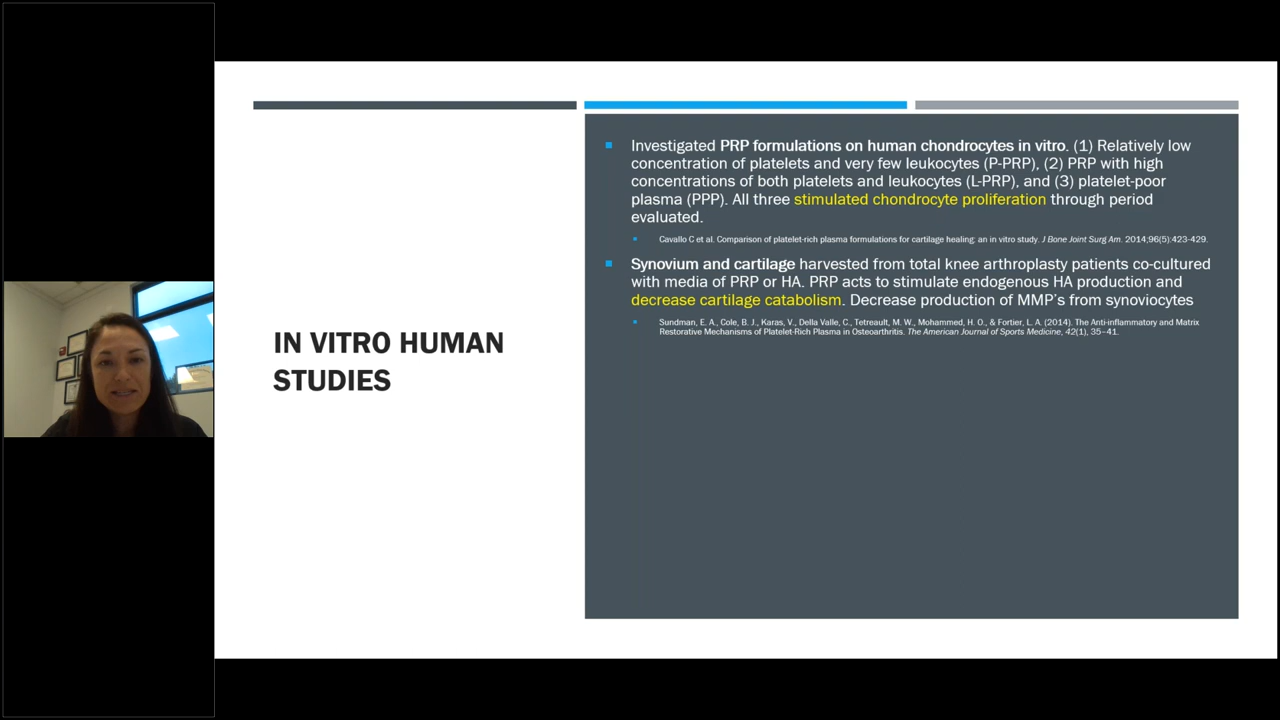 IN VITRO HUMAN
STUDIES
Investigated PRP formulations on human chondrocytes in vitro. (1) Relatively low
concentration of platelets and very few leukocytes (P-PRP), (2) PRP with high
concentrations of both platelets and leukocytes (L-PRP), and (3) platelet-poor
plasma (PPP). All three stimulated chondrocyte proliferation through period
evaluated.
Cavallo C et al. Comparison of platelet-rich plasma formulations for cartilage healing: an in vitro study. J Bone Joint Surg Am. 2014;96(5):423-429.
Synovium and cartilage harvested from total knee arthroplasty patients co-cultured
with media of PRP or HA. PRP acts to stimulate endogenous HA production and
decrease cartilage catabolism. Decrease production of MMP's from synoviocytes
Sundman, E. A., Cole, B. J., Karas, V., Della Valle, C., Tetreault, M. W., Mohammed, H. O., & Fortier, L. A. (2014). The Anti-inflammatory and Matrix
Restorative Mechanisms of Platelet-Rich Plasma in Osteoarthritis. The American Journal of Sports Medicine, 42(1), 35–41.